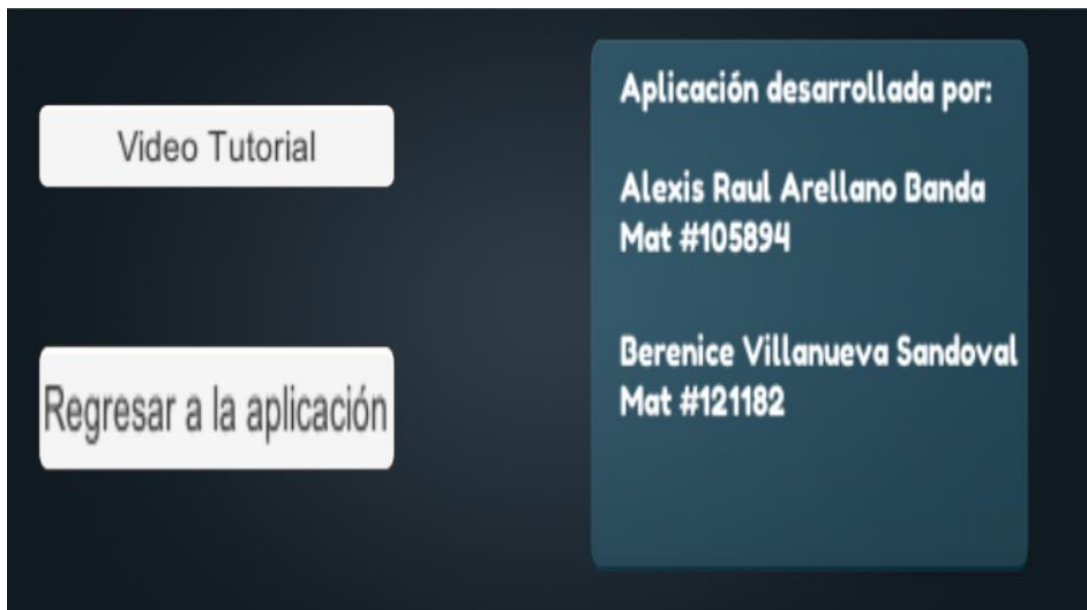 Video Tutorial
Regresar a la aplicación
Aplicación desarrollada por:
Alexis Raul Arellano Banda
Mat #105894
Berenice Villanueva Sandoval
Mat #121182